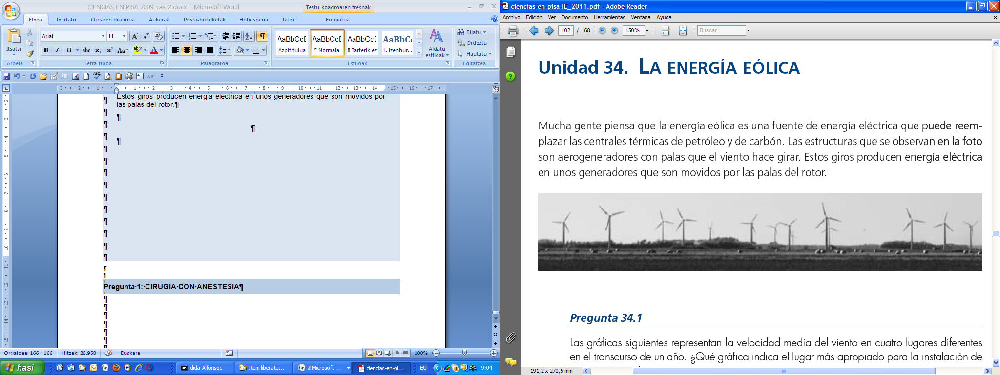 CIENCIAS EN PISA 2009_cas_2.docx - Microsoft Word
Testu-koadroaren tresnak
Etxea Txertatu Orriaren diseinua Aukerak Posta-bidalketak Hobespena Ikusi Formatua
Itsatsi
Arial 11
AaBbCcD AaBbCcD AaBbCcD AaBbCc
Azpititulua ¶ Normala ¶ Tarterik ez 1. izenbur...
Aldatu estiloak
Bilatu
Ordeztu
Hautatu
Arbela Letra-tipoa Paragrafoa Estiloak Editatzea
Estos giros producen energía eléctrica en unos generadores que son movidos por
las palas del rotor.¶
Pregunta 1: CIRUGÍA CON ANESTESIA¶
Orrialdea: 166 - 166 Hitzak: 26.958 Euskara 100%
hasi
dida-Alfonsoc
Item liberatu...
2 Microsoft ...
ciencias-en-pi...
EU
9:04
ciencias-en-pisa-IE_2011.pdf - Adobe Reader
Archivo Edición Ver Documento Herramientas Ventana Ayuda
102 / 168 150% Buscar
Unidad 34. LA ENERGÍA EÓLICA
Mucha gente piensa que la energía eólica es una fuente de energía eléctrica que puede reem-
plazar las centrales térmicas de petróleo y de carbón. Las estructuras que se observan en la foto
son aerogeneradores con palas que el viento hace girar. Estos giros producen energía eléctrica
en unos generadores que son movidos por las palas del rotor.
Pregunta 34.1
Las gráficas siguientes representan la velocidad media del viento en cuatro lugares diferentes
en el transcurso de un año. ¿Qué gráfica indica el lugar más apropiado para la instalación de
191,2 x 270,5 mm